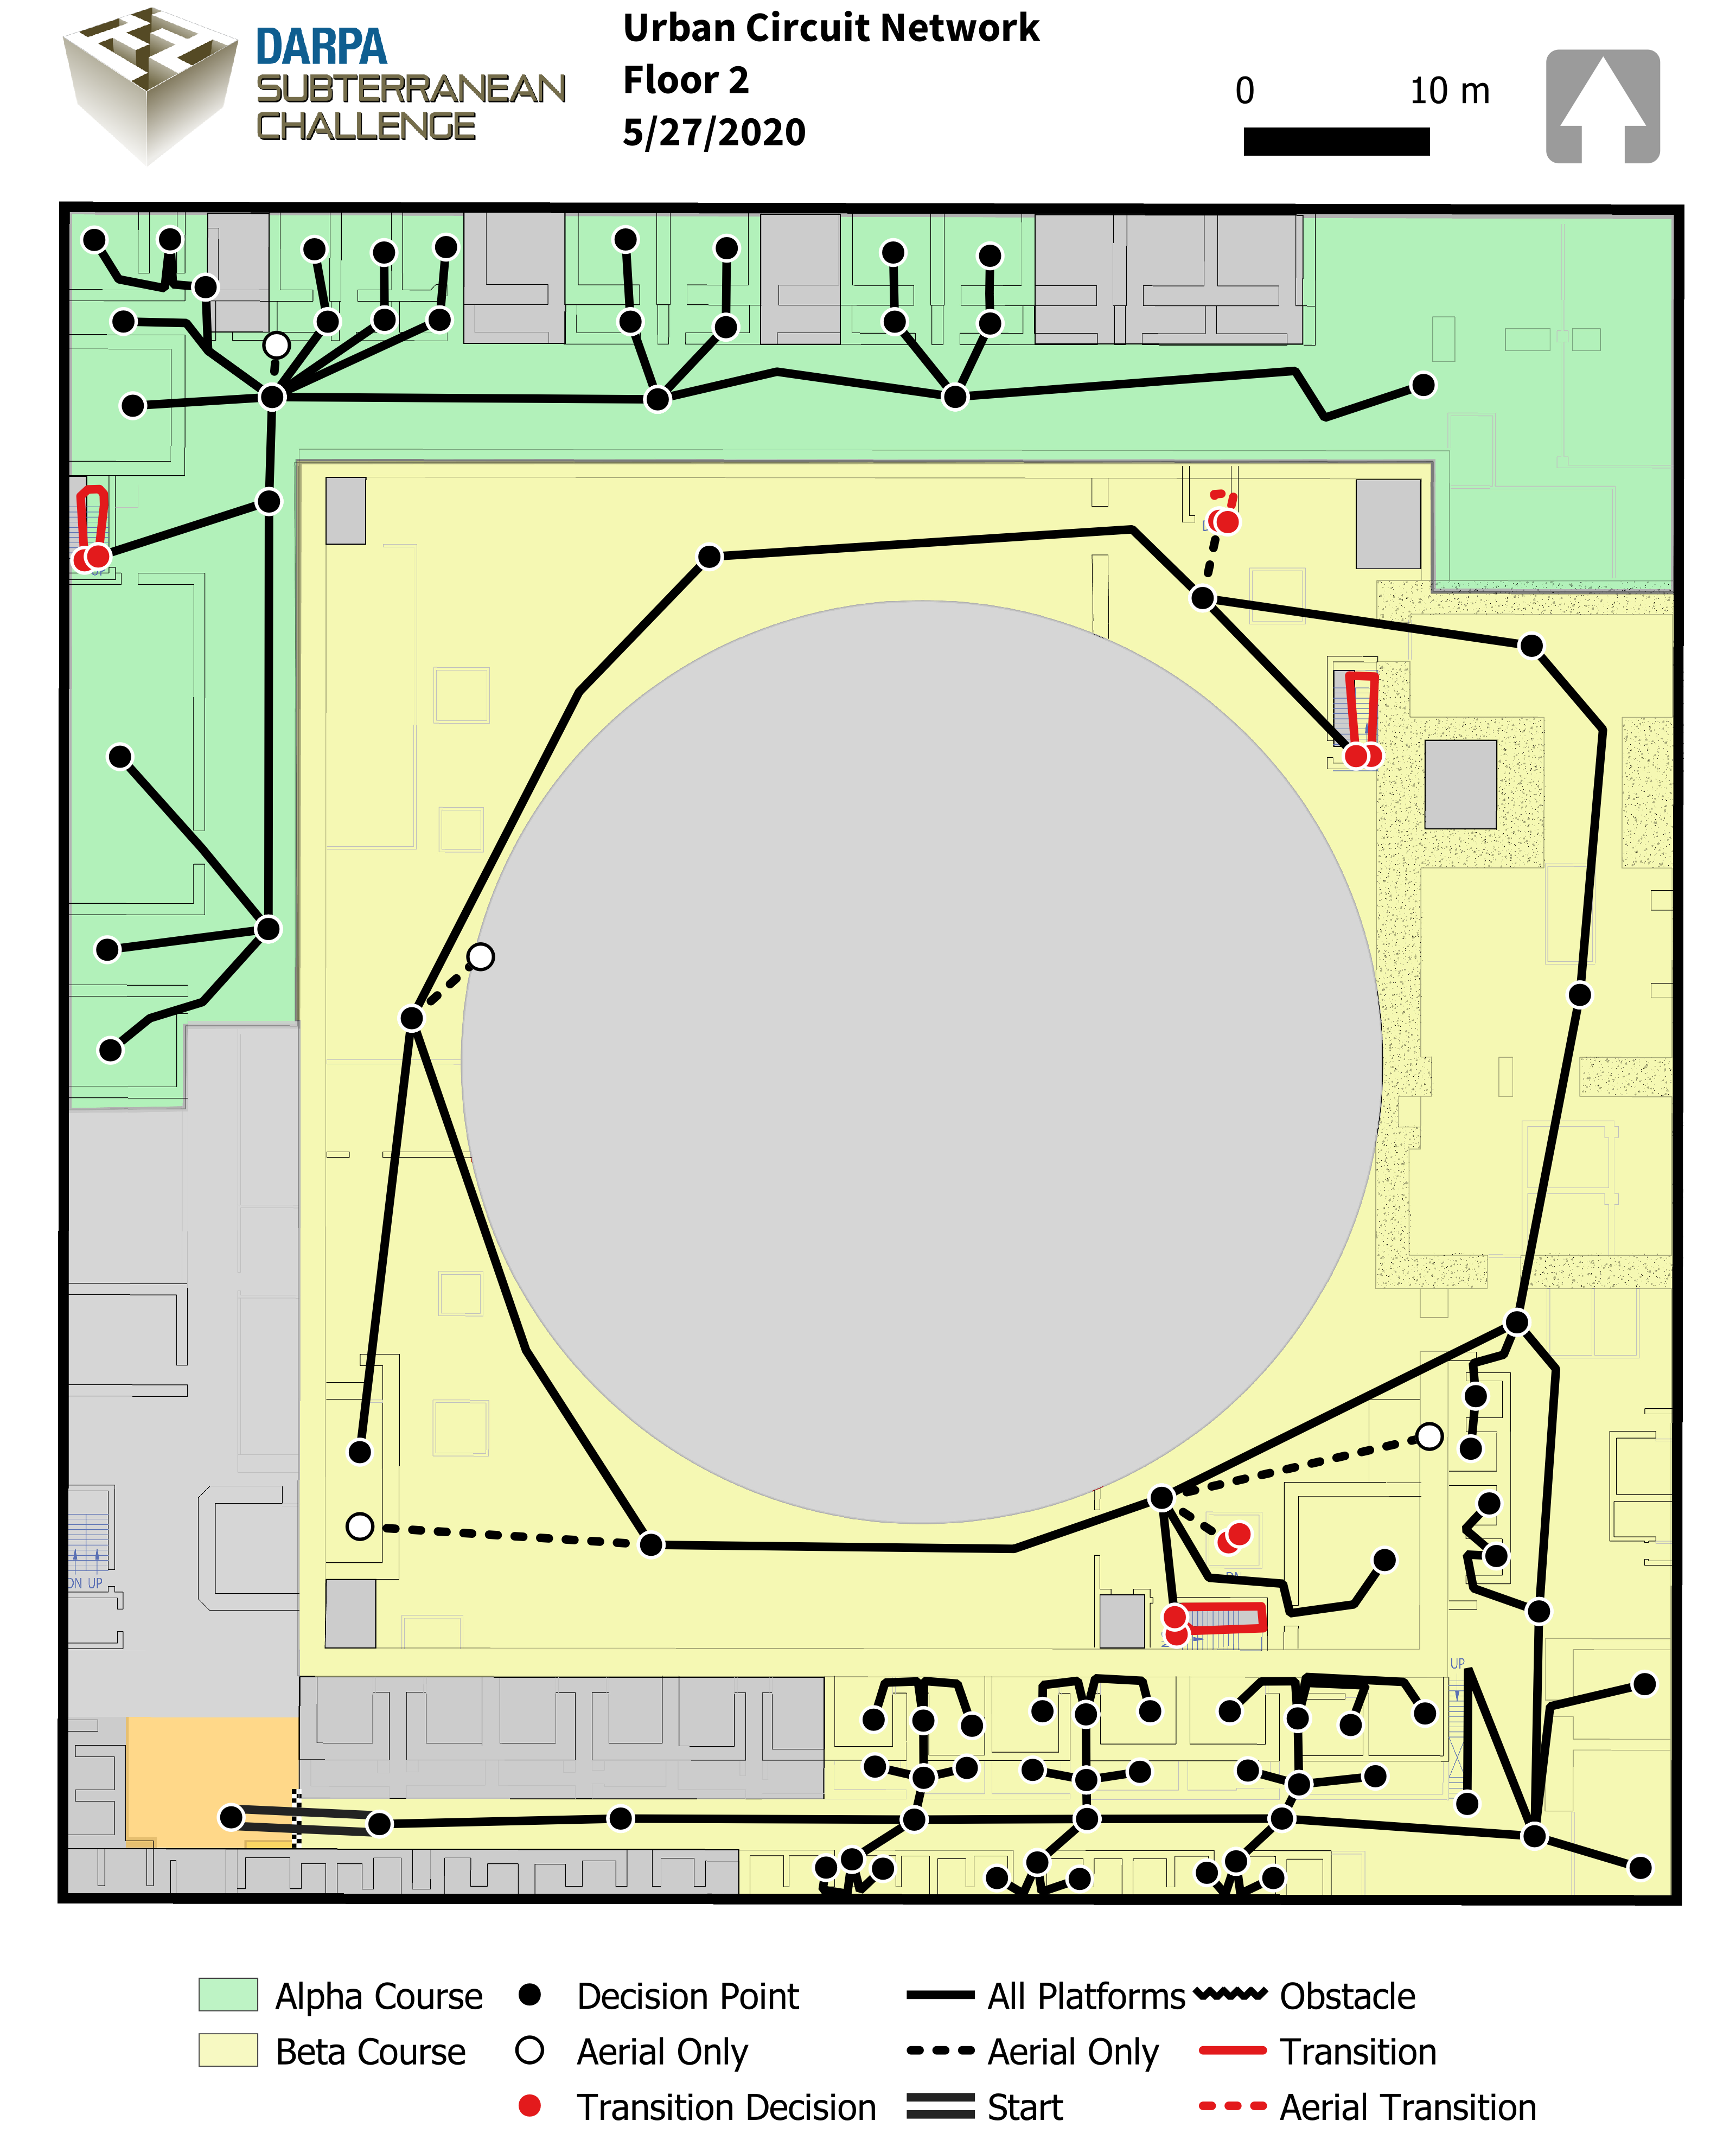 DARPA
SUBTERRANEAN
CHALLENGE
Urban Circuit Network
Floor 2
5/27/2020
0 10 m
DN UP
UP
Alpha Course
Decision Point
All Platforms
Obstacle
Beta Course
Aerial Only
Aerial Only
Transition
Transition Decision
Start
Aerial Transition